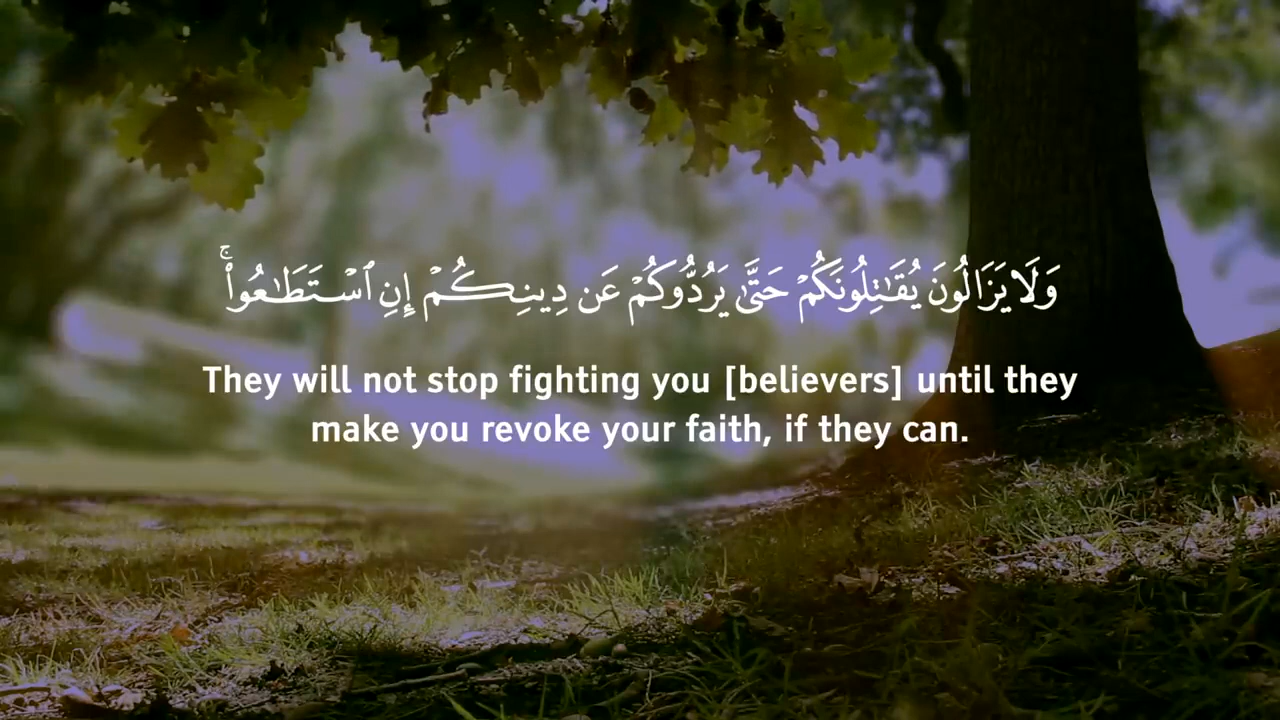 وَلَا يَزَالُونَ يُقَـٰتِلُونَكُمْ حَتَّىٰ يَرُدُّوكُمْ عَن دِينِكُمْ إِنِ ٱسْتَطَـٰعُوا۟ ۚ
They will not stop fighting you [believers] until they
make you revoke your faith, if they can.